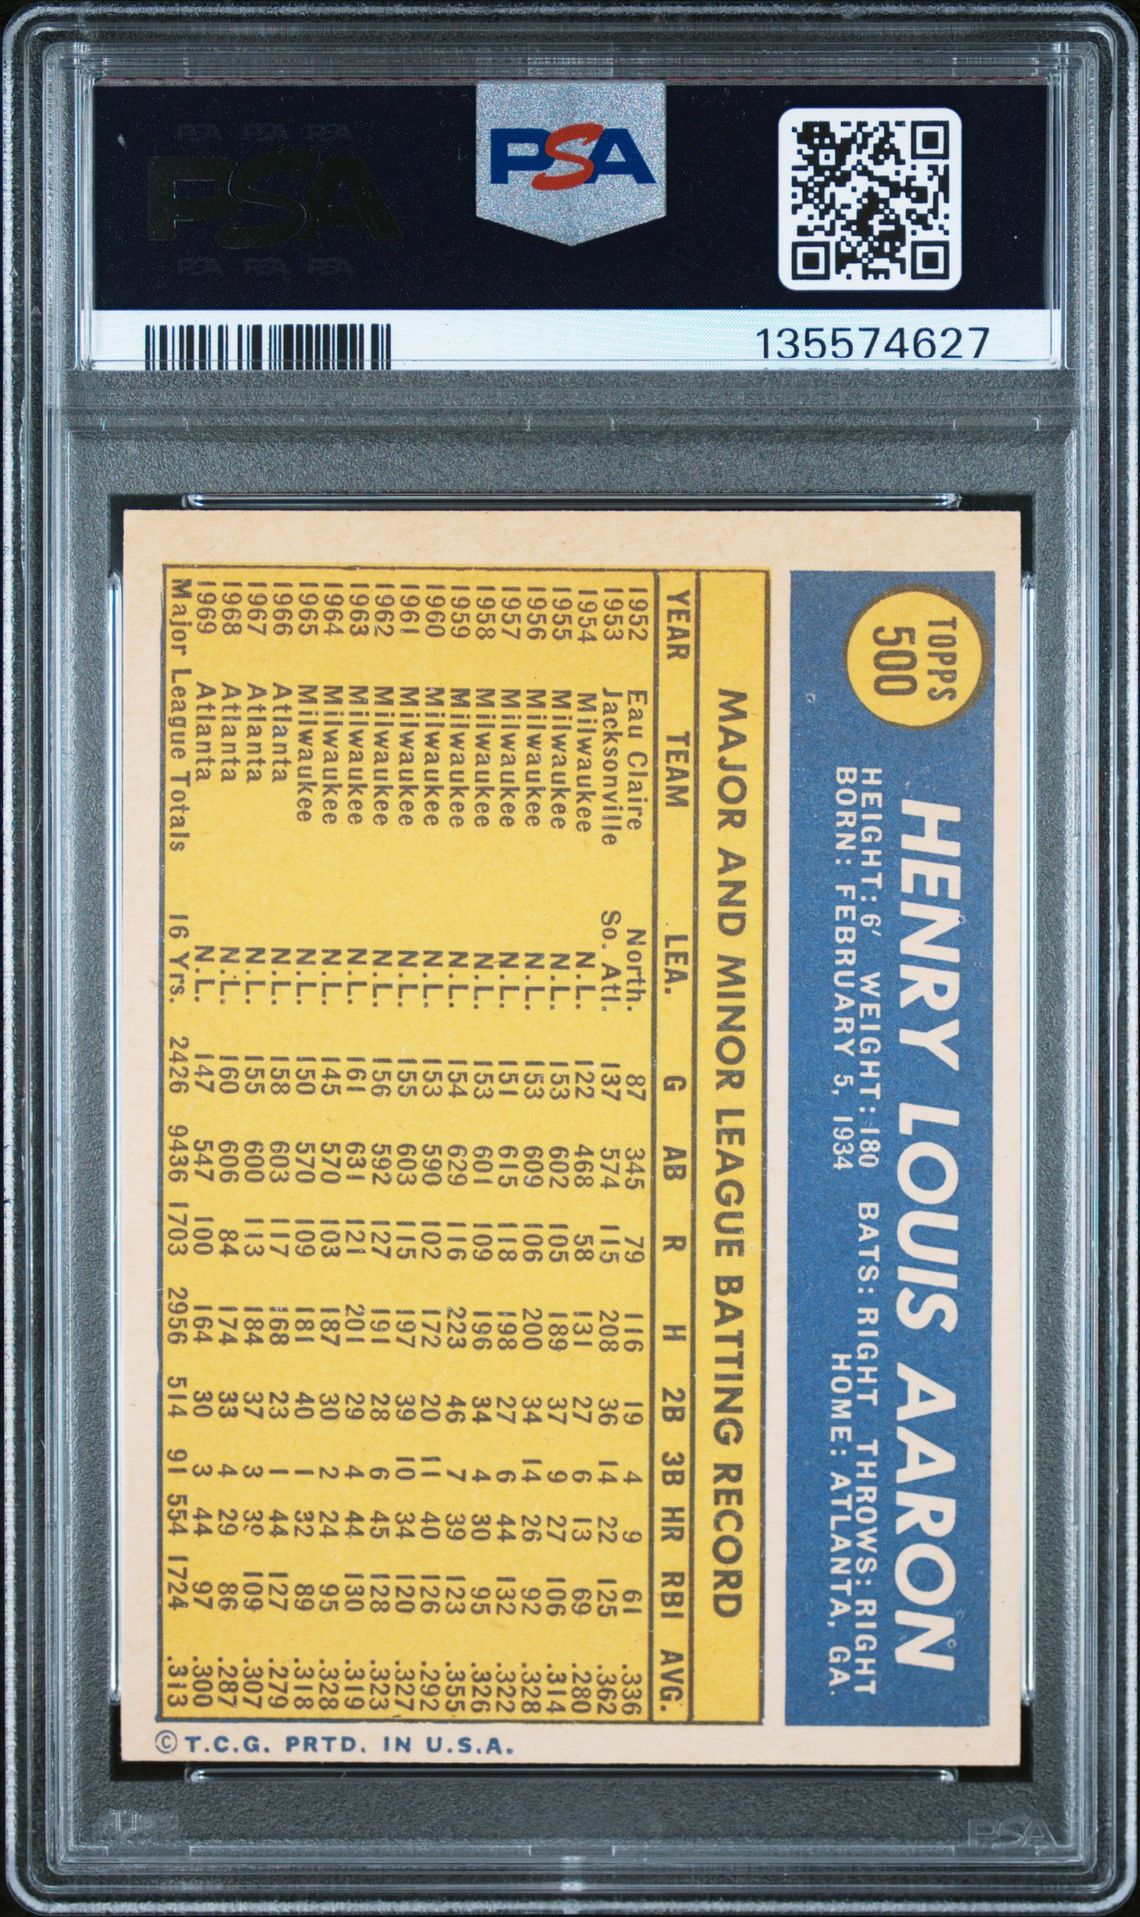 PSA PSA PSA
PSA
PSA PSA PSA
PSA
135574627
TOPPS
500
HENRY LOUIS AARON
HEIGHT: 6' WEIGHT: 180 BATS: RIGHT THROWS: RIGHT
BORN: FEBRUARY 5, 1934 HOME: ATLANTA, GA.
MAJOR AND MINOR LEAGUE BATTING RECORD
YEAR TEAM LEA. G AB R H 2B 3B HR RBI AVG.
1952 Eau Claire North. 87 345 79 116 19 4 9 61 .336
1953 Jacksonville So. Atl. 137 574 115 208 36 14 22 125 .362
1954 Milwaukee N.L. 122 468 58 131 27 6 13 69 .280
1955 Milwaukee N.L. 153 602 105 189 37 9 27 106 .314
1956 Milwaukee N.L. 153 609 106 200 34 14 26 92 .328
1957 Milwaukee N.L. 151 615 118 198 27 6 44 132 .322
1958 Milwaukee N.L. 153 601 109 196 34 4 30 95 .326
1959 Milwaukee N.L. 154 629 116 223 46 7 39 123 .355
1960 Milwaukee N.L. 153 590 102 172 20 11 40 126 .292
1961 Milwaukee N.L. 155 603 115 197 39 10 34 120 .327
1962 Milwaukee N.L. 156 592 127 191 28 6 45 128 .323
1963 Milwaukee N.L. 161 631 121 201 29 4 44 130 .319
1964 Milwaukee N.L. 145 570 103 187 30 2 24 95 .328
1965 Milwaukee N.L. 150 570 109 181 40 1 32 89 .318
1966 Atlanta N.L. 158 603 117 168 23 1 44 127 .279
1967 Atlanta N.L. 155 600 113 184 37 3 39 109 .307
1968 Atlanta N.L. 160 606 84 174 33 4 29 86 .287
1969 Atlanta N.L. 147 547 100 164 30 3 44 97 .300
Major League Totals 16 Yrs. 2426 9436 1703 2956 514 91 554 1724 .313
© T.C.G. PRTD. IN U.S.A.
PSA